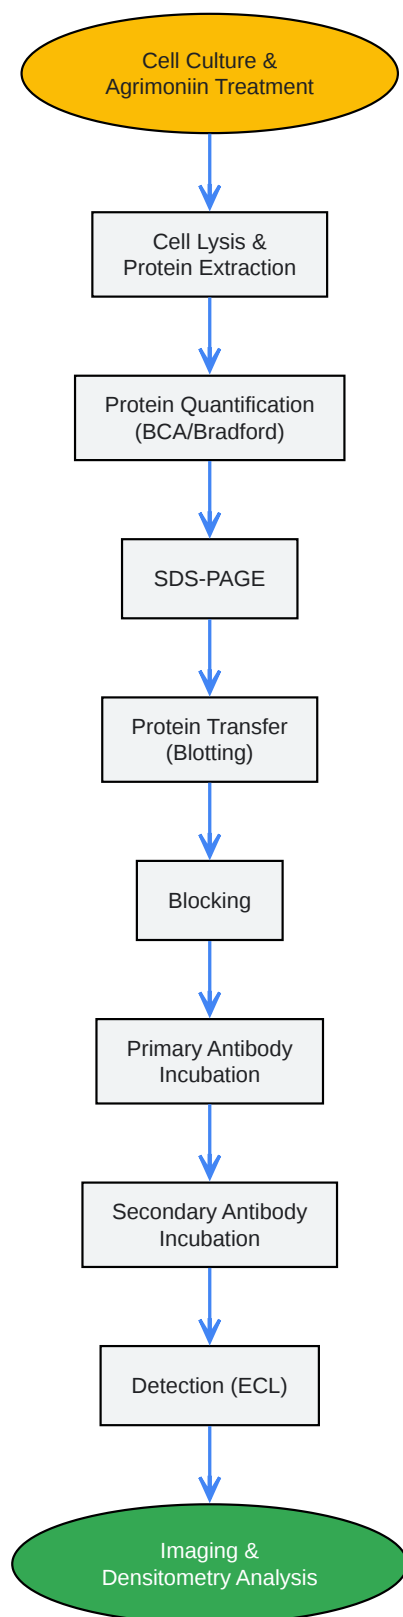 Cell Culture &
Agrimoniin Treatment
Cell Lysis &
Protein Extraction
Protein Quantification
(BCA/Bradford)
SDS-PAGE
Protein Transfer
(Blotting)
Blocking
Primary Antibody
Incubation
Secondary Antibody
Incubation
Detection (ECL)
Imaging &
Densitometry Analysis